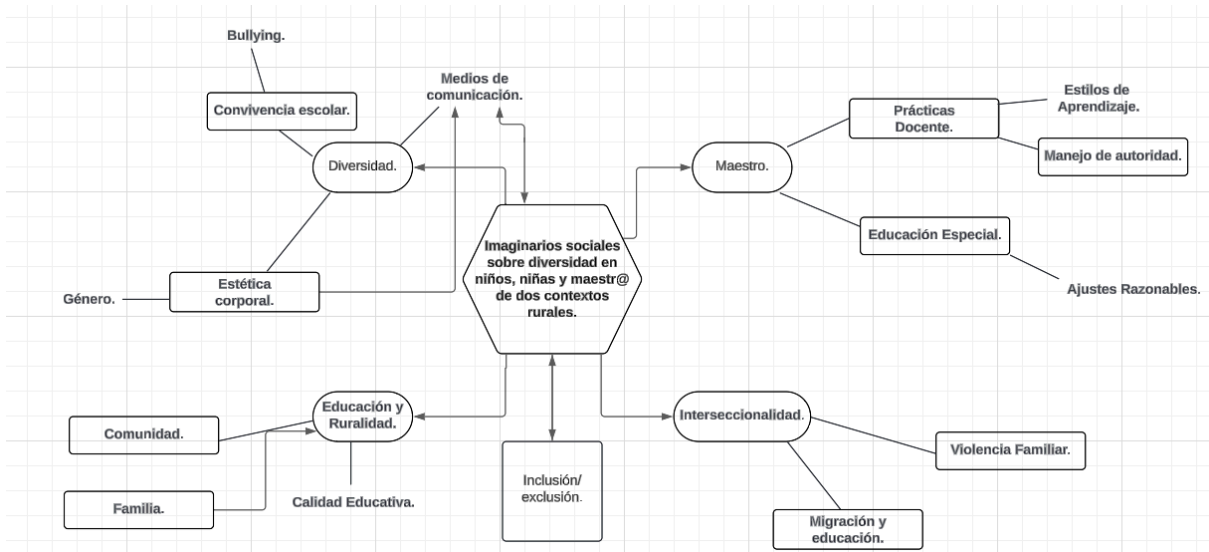 Bullying.
Medios de
comunicación.
Convivencia escolar.
Diversidad.
Estética
corporal.
Género.
Imaginarios sociales
sobre diversidad en
niños, niñas y maestr@
de dos contextos
rurales.
Maestro.
Prácticas
Docente.
Estilos de
Aprendizaje.
Manejo de autoridad.
Educación Especial.
Ajustes Razonables.
Educación y
Ruralidad.
Comunidad.
Familia.
Calidad Educativa.
Inclusión/
exclusión.
Interseccionalidad.
Violencia Familiar.
Migración y
educación.